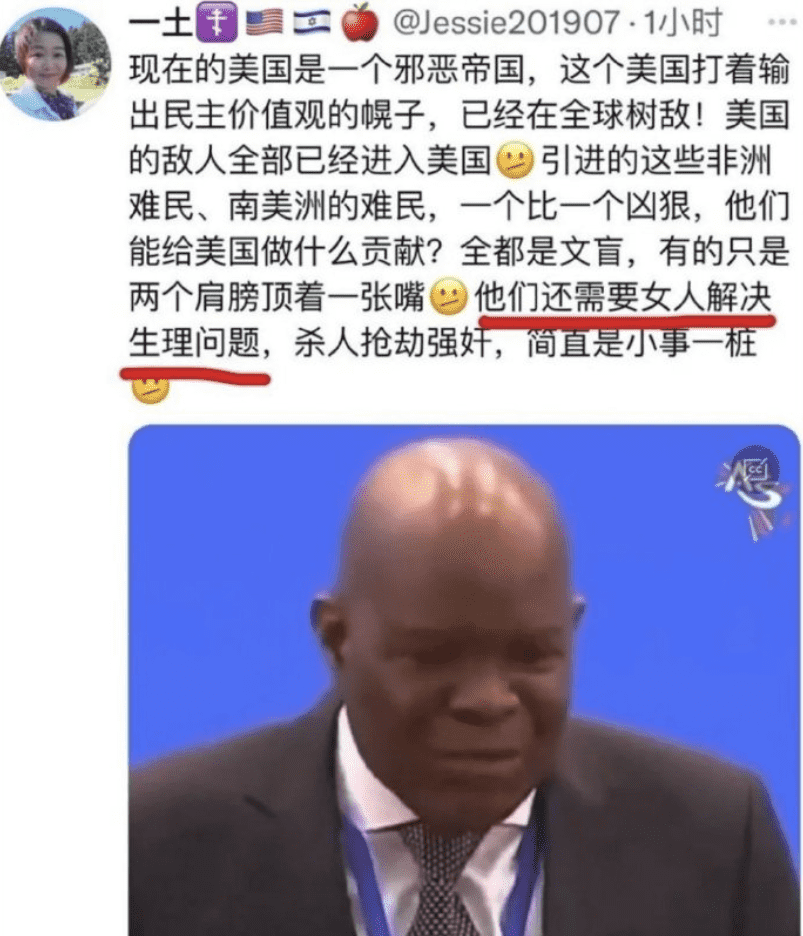 一土☦️🇺🇸🇮🇱🍎 @Jessie201907 · 1小时
现在的美国是一个邪恶帝国，这个美国打着输
出民主价值观的幌子，已经在全球树敌！美国
的敌人全部已经进入美国🫤引进的这些非洲
难民、南美洲的难民，一个比一个凶狠，他们
能给美国做什么贡献？全都是文盲，有的只是
两个肩膀顶着一张嘴🫤他们还需要女人解决
生理问题，杀人抢劫强奸，简直是小事一桩
🫤
CC